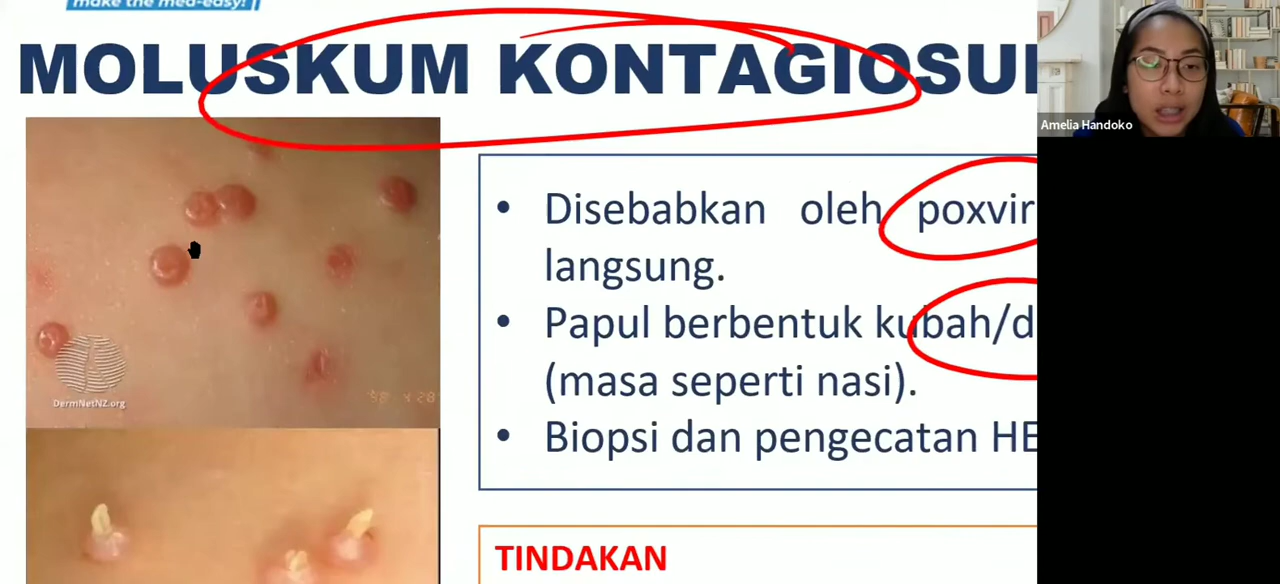 make the med-easy!
MOLUSKUM KONTAGIOSU
Amelia Handoko
• Disebabkan oleh poxvir
langsung.
• Papul berbentuk kubah/d
(masa seperti nasi).
• Biopsi dan pengecatan HE
DermNetNZ.org
TINDAKAN